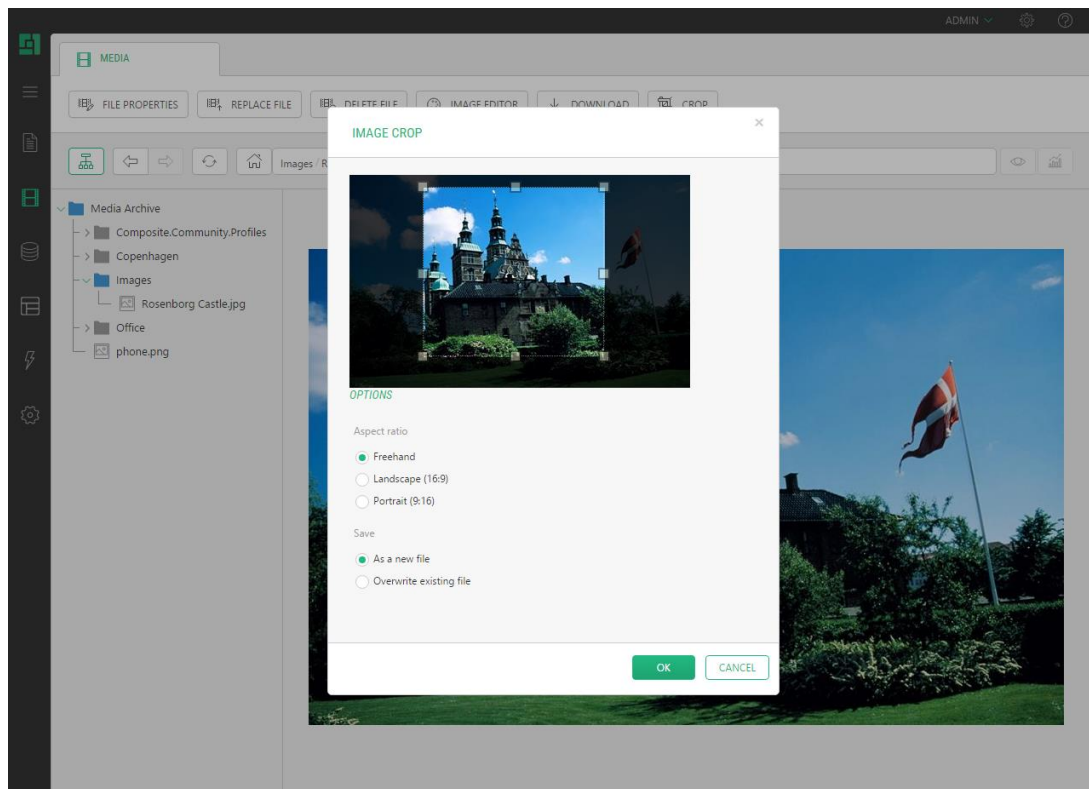 ADMIN
MEDIA
FILE PROPERTIES
REPLACE FILE
DELETE FILE
IMAGE EDITOR
DOWNLOAD
CROP
IMAGE CROP
Images / R
Media Archive
Composite.Community.Profiles
Copenhagen
Images
Rosenborg Castle.jpg
Office
phone.png
OPTIONS
Aspect ratio
Freehand
Landscape (16:9)
Portrait (9:16)
Save
As a new file
Overwrite existing file
OK
CANCEL